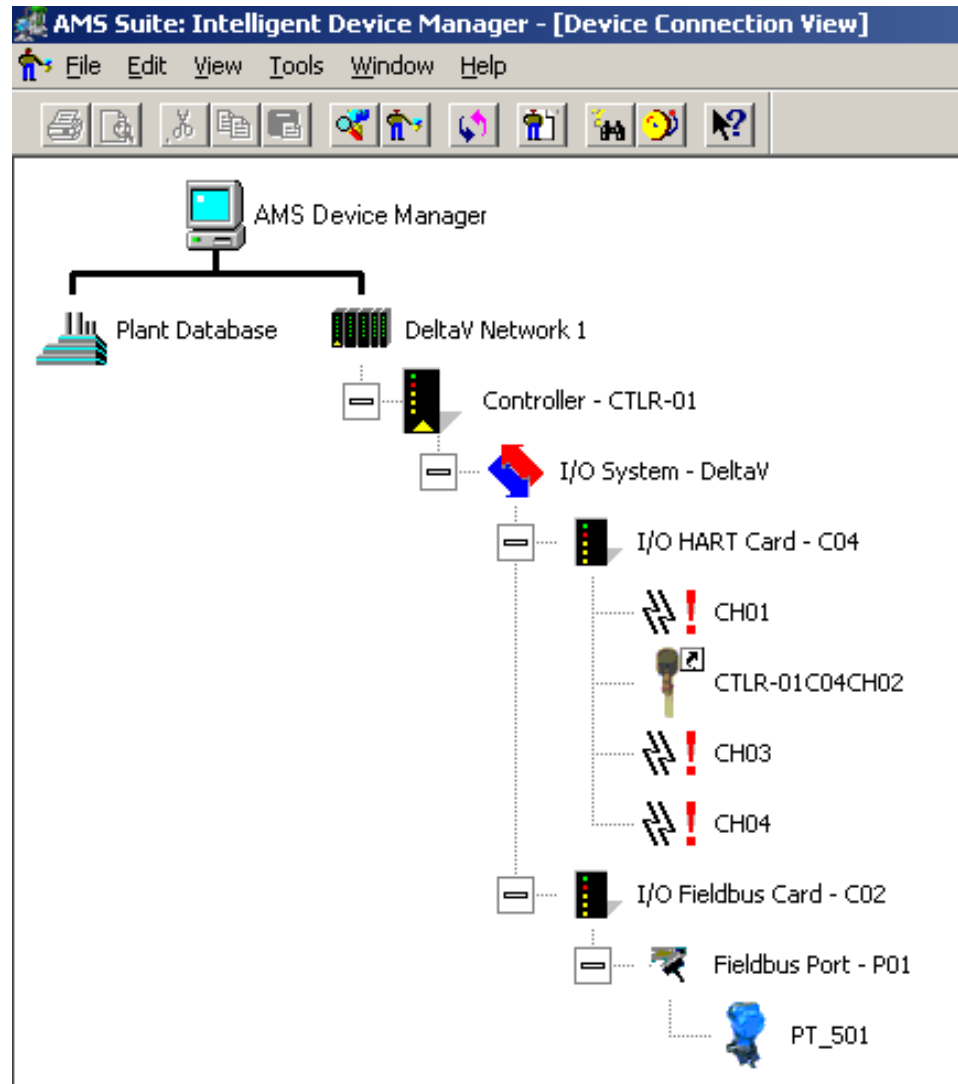 AMS Suite: Intelligent Device Manager - [Device Connection View]
File Edit View Tools Window Help
AMS Device Manager
Plant Database DeltaV Network 1
Controller - CTLR-01
I/O System - DeltaV
I/O HART Card - C04
CH01
CTLR-01C04CH02
CH03
CH04
I/O Fieldbus Card - C02
Fieldbus Port - P01
PT_501